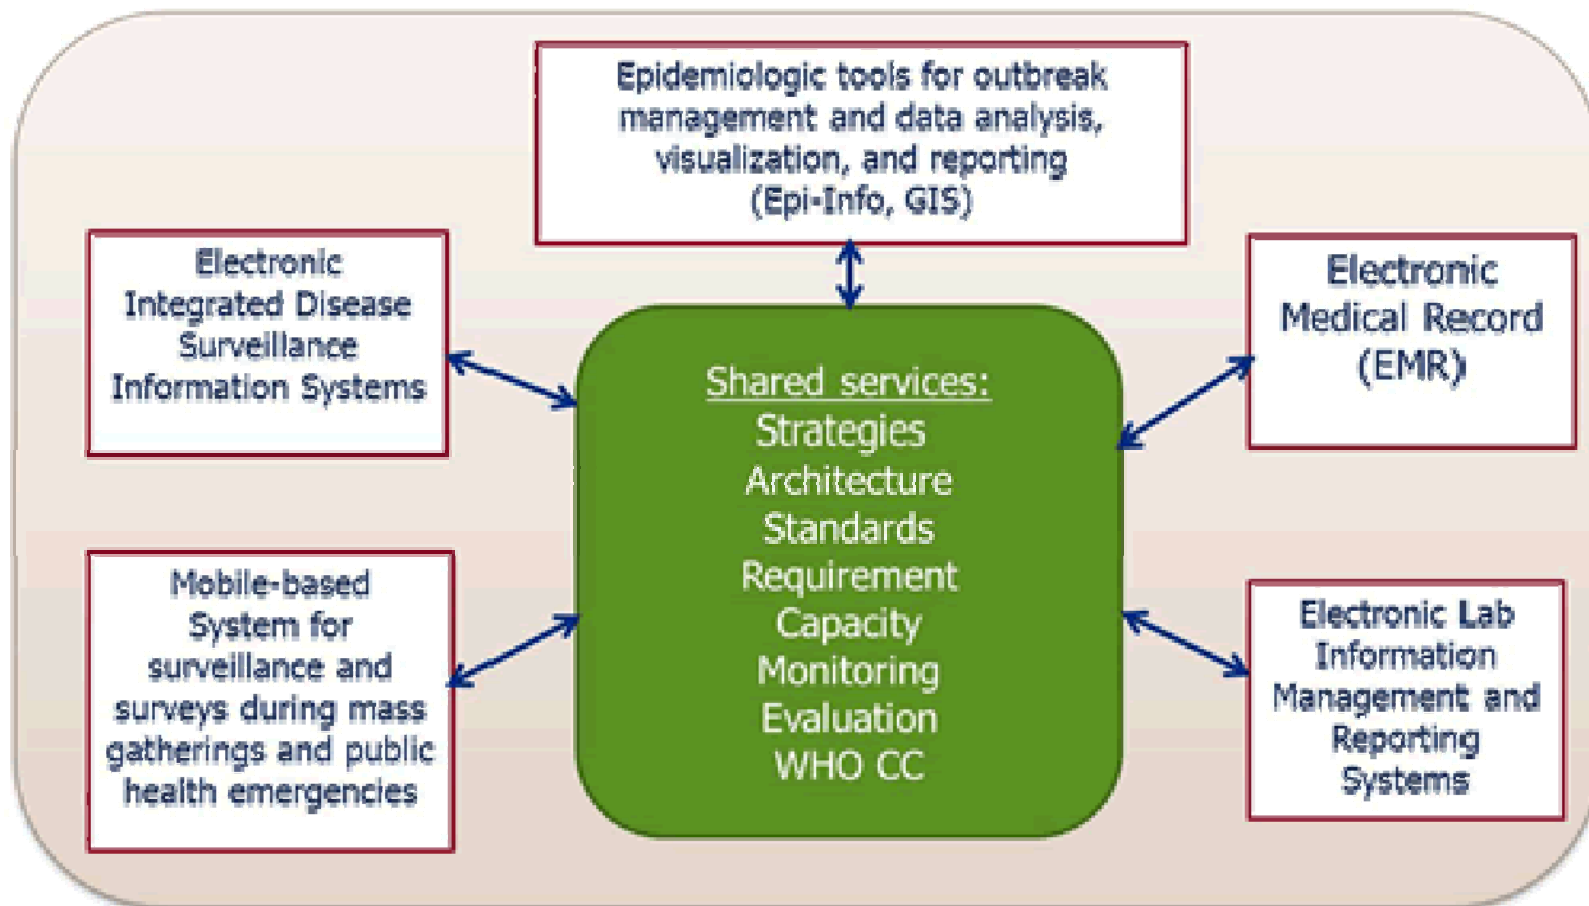 Epidemiologic tools for outbreak
management and data analysis,
visualization, and reporting
(Epi-Info, GIS)
Electronic
Integrated Disease
Surveillance
Information Systems
Electronic
Medical Record
(EMR)
Shared services:
Strategies
Architecture
Standards
Requirement
Capacity
Monitoring
Evaluation
WHO CC
Mobile-based
System for
surveillance and
surveys during mass
gatherings and public
health emergencies
Electronic Lab
Information
Management and
Reporting
Systems